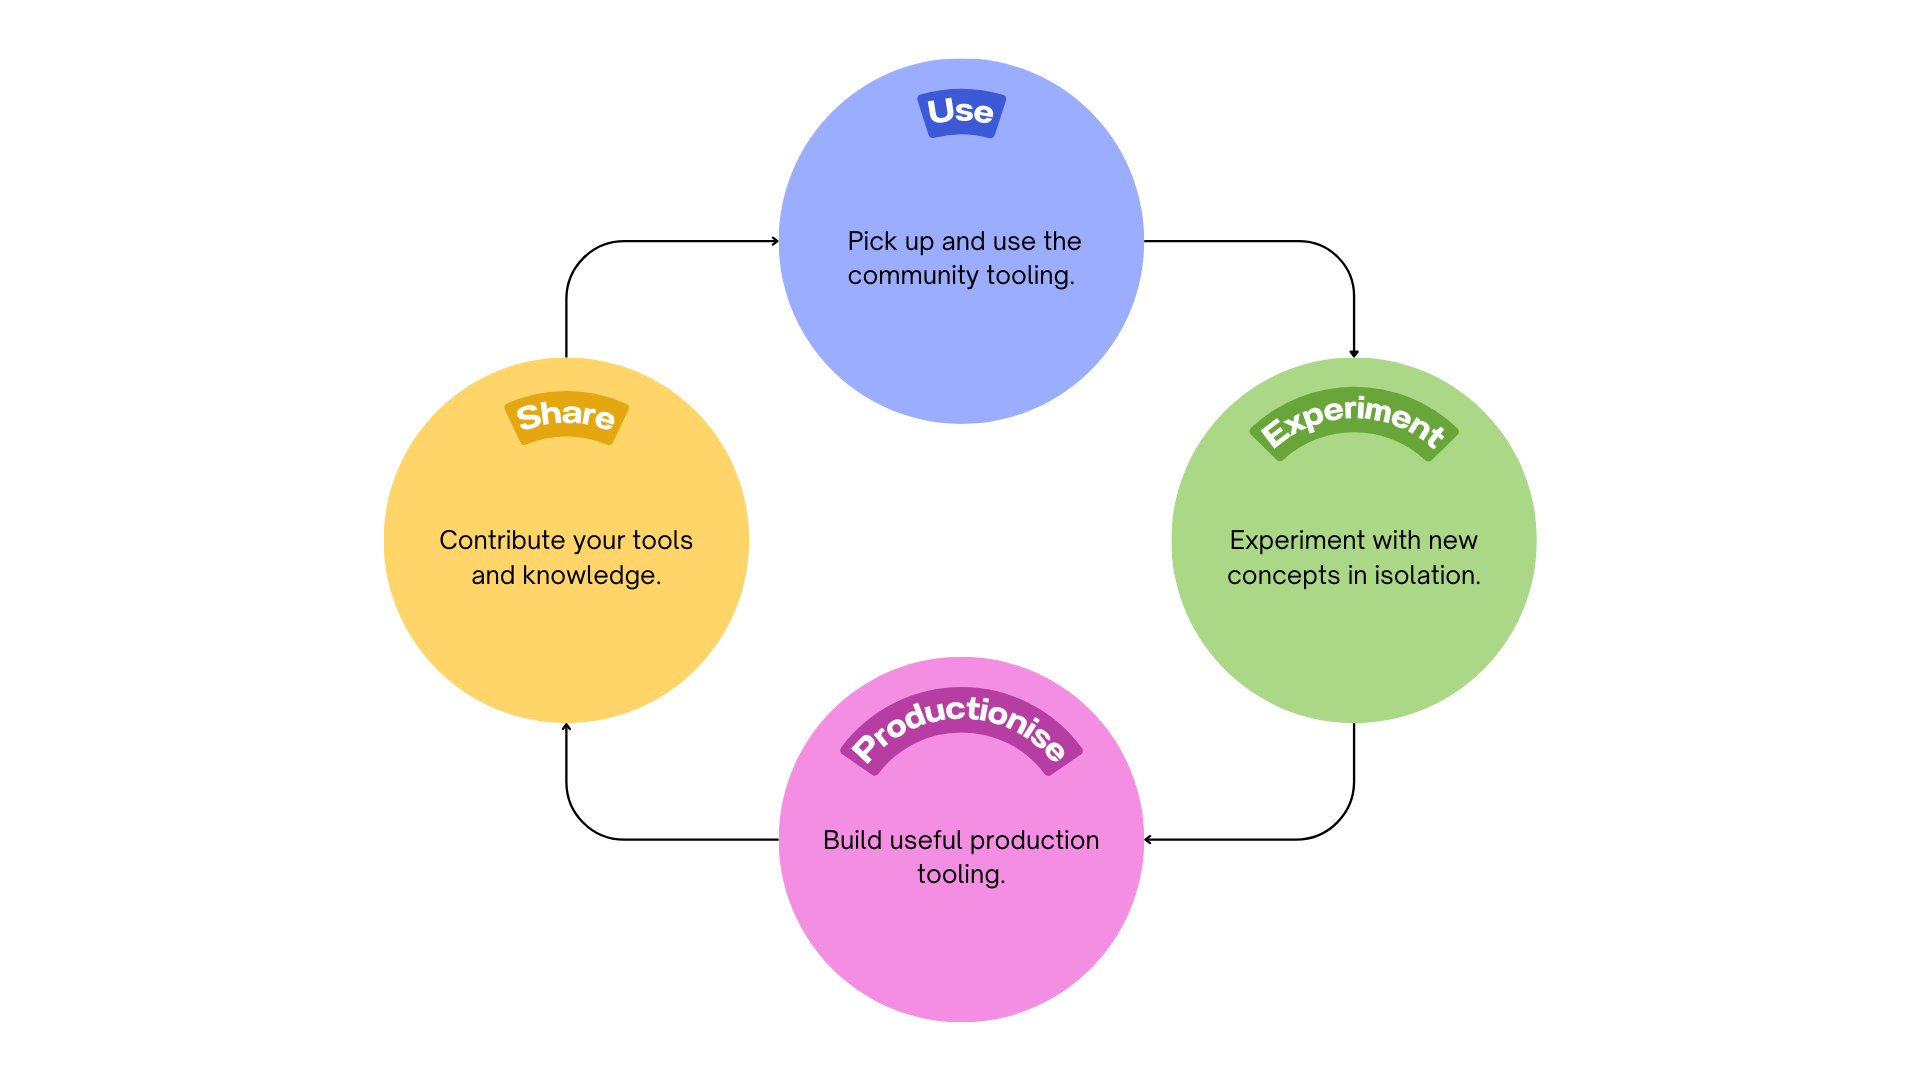 Use
Pick up and use the
community tooling.
Share
Contribute your tools
and knowledge.
Experiment
Experiment with new
concepts in isolation.
Productionise
Build useful production
tooling.